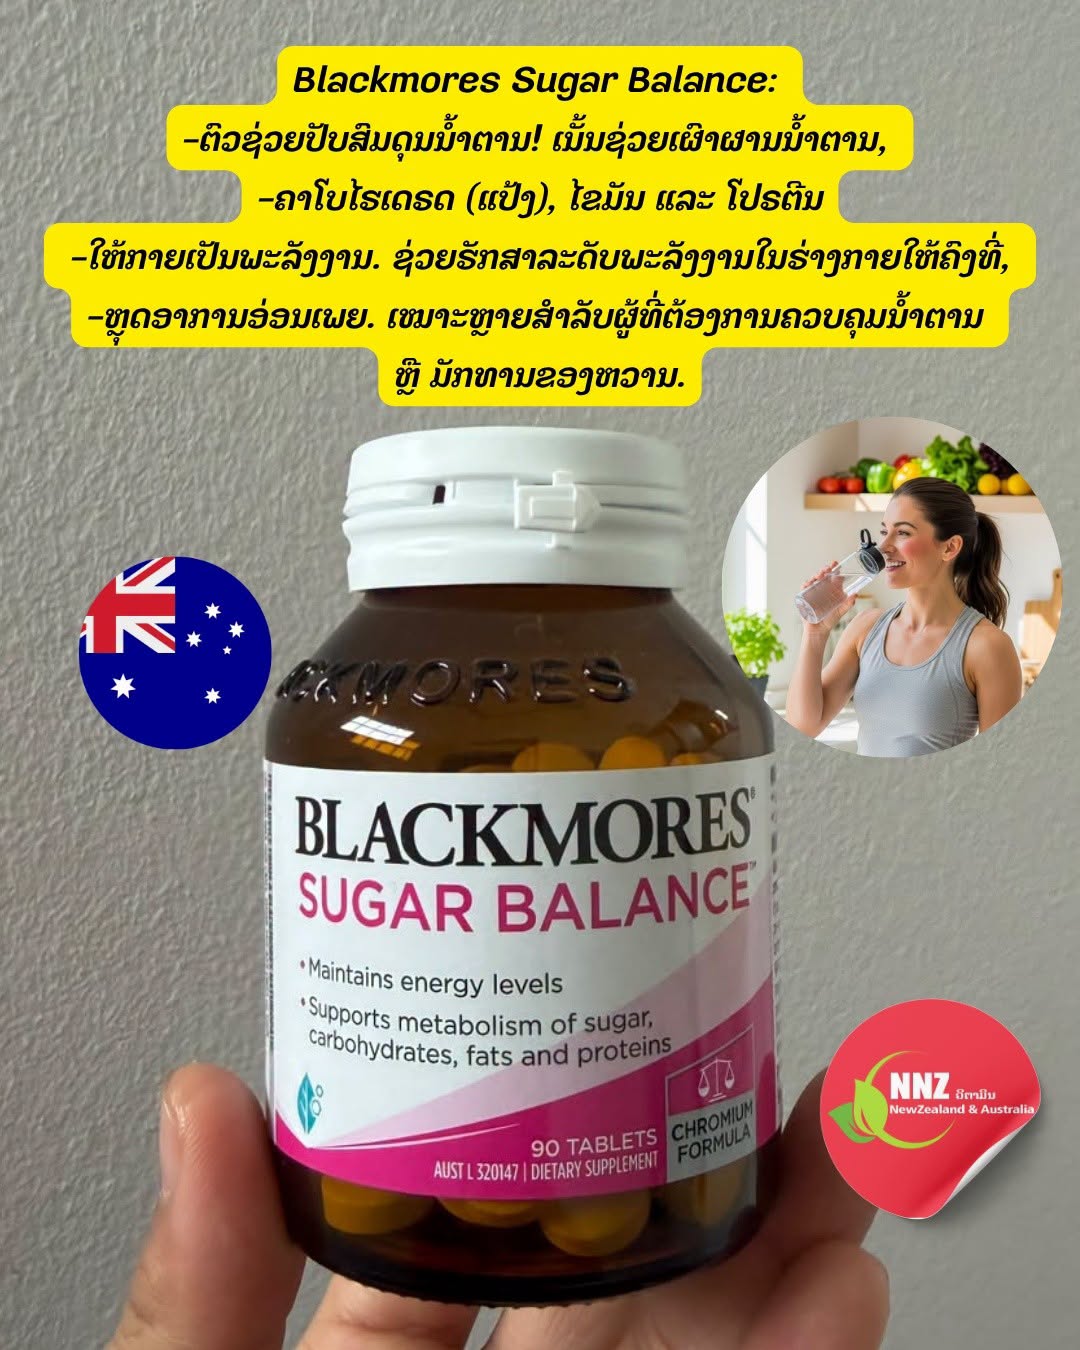 Blackmores Sugar Balance:
-ຕົວຊ່ວຍປັບສົມດຸນນ້ຳຕານ! ເນັ້ນຊ່ວຍເຜົາຜານນ້ຳຕານ,
-ຄາໂບໄຮເດຣດ (ແປ້ງ), ໄຂມັນ ແລະ ໂປຣຕີນ
-ໃຫ້ກາຍເປັນພະລັງງານ. ຊ່ວຍຮັກສາລະດັບພະລັງງານໃນຮ່າງກາຍໃຫ້ຄົງທີ່,
-ຫຼຸດອາການອ່ອນເພຍ. ເໝາະຫຼາຍສຳລັບຜູ້ທີ່ຕ້ອງການຄວບຄຸມນ້ຳຕານ
ຫຼື ມັກທານຂອງຫວານ.
CKMORES
BLACKMORES®
SUGAR BALANCE™
• Maintains energy levels
• Supports metabolism of sugar,
carbohydrates, fats and proteins
CHROMIUM
FORMULA
90 TABLETS
AUST L 320147 | DIETARY SUPPLEMENT
NNZ ວິຕາມິນ
NewZealand & Australia